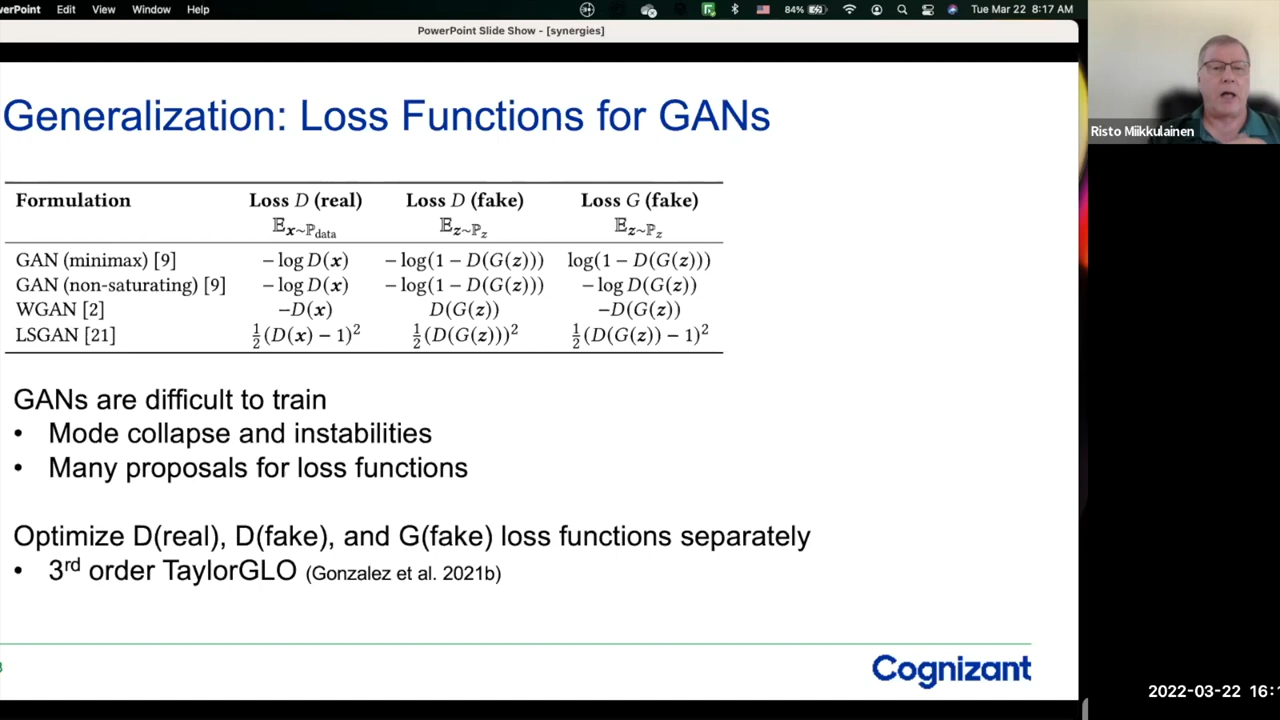 werPoint Edit View Window Help 84% Tue Mar 22 8:17 AM
PowerPoint Slide Show - [synergies]
Generalization: Loss Functions for GANs
Formulation Loss D (real) Loss D (fake) Loss G (fake)
𝔼x∼ℙdata 𝔼z∼ℙz 𝔼z∼ℙz
GAN (minimax) [9] − log D(x) − log(1 − D(G(z))) log(1 − D(G(z)))
GAN (non-saturating) [9] − log D(x) − log(1 − D(G(z))) − log D(G(z))
WGAN [2] −D(x) D(G(z)) −D(G(z))
LSGAN [21] ½(D(x) − 1)² ½(D(G(z)))² ½(D(G(z)) − 1)²
GANs are difficult to train
• Mode collapse and instabilities
• Many proposals for loss functions
Optimize D(real), D(fake), and G(fake) loss functions separately
• 3rd order TaylorGLO (Gonzalez et al. 2021b)
Cognizant
Risto Miikkulainen
2022-03-22 16: